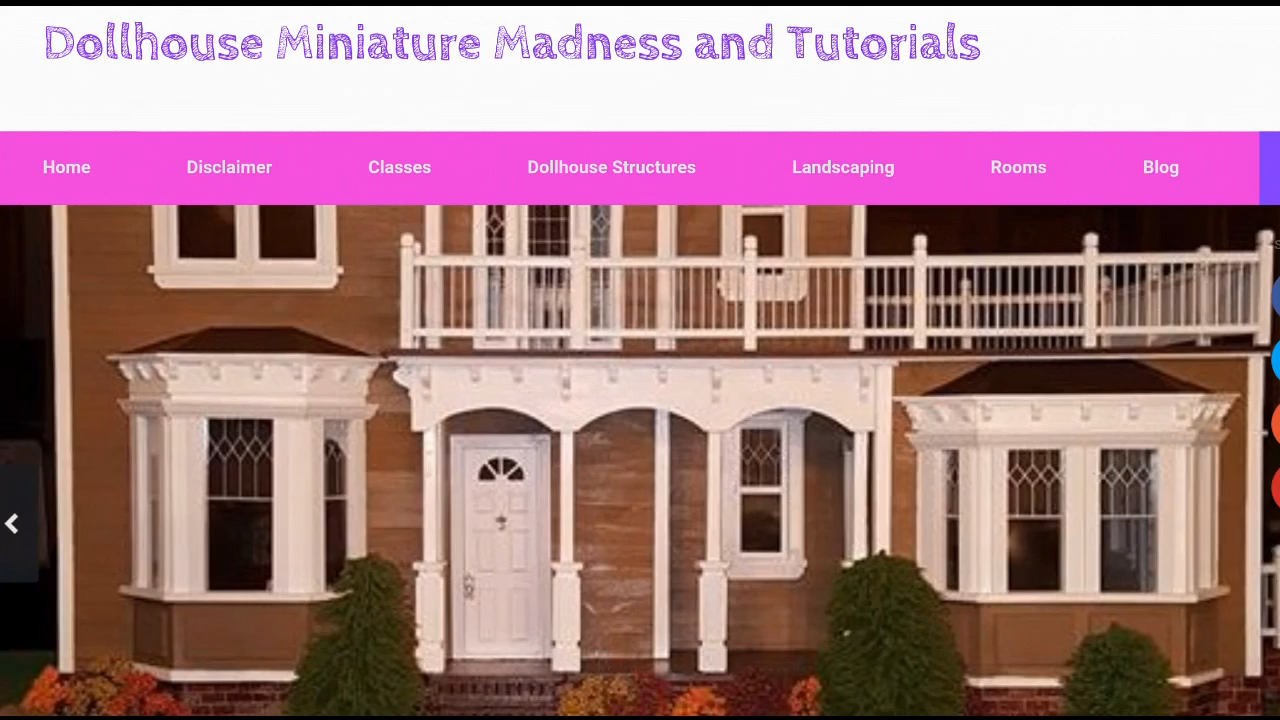 Dollhouse Miniature Madness and Tutorials
Home Disclaimer Classes Dollhouse Structures Landscaping Rooms Blog